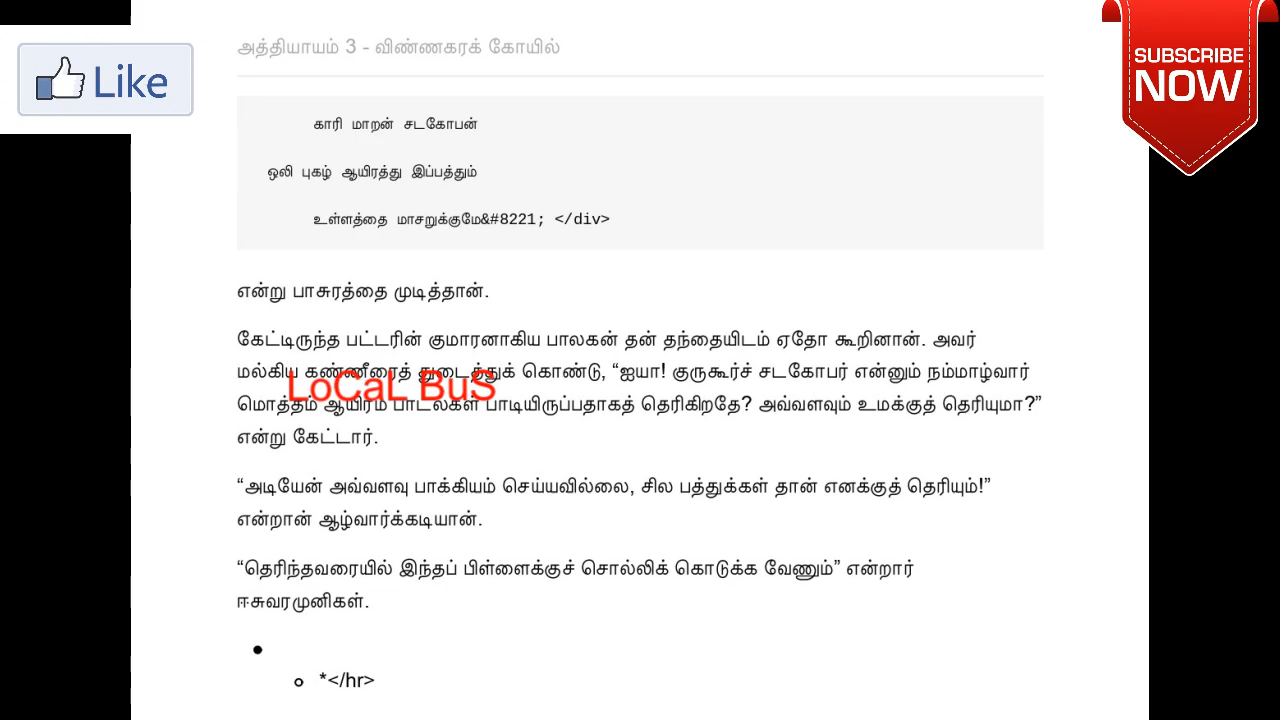 அத்தியாயம் 3 - விண்ணகரக் கோயில்
Like
SUBSCRIBE
NOW
காரி மாறன் சடகோபன்
ஒலி புகழ் ஆயிரத்து இப்பத்தும்
உள்ளத்தை மாசறுக்குமே&#8221; </div>
என்று பாசுரத்தை முடித்தான்.
கேட்டிருந்த பட்டரின் குமாரனாகிய பாலகன் தன் தந்தையிடம் ஏதோ கூறினான். அவர்
மல்கிய கண்ணீரைத் துடைத்துக் கொண்டு, “ஐயா! குருகூர்ச் சடகோபர் என்னும் நம்மாழ்வார்
LoCaL BuS
மொத்தம் ஆயிரம் பாடல்கள் பாடியிருப்பதாகத் தெரிகிறதே? அவ்வளவும் உமக்குத் தெரியுமா?”
என்று கேட்டார்.
“அடியேன் அவ்வளவு பாக்கியம் செய்யவில்லை, சில பத்துக்கள் தான் எனக்குத் தெரியும்!”
என்றான் ஆழ்வார்க்கடியான்.
“தெரிந்தவரையில் இந்தப் பிள்ளைக்குச் சொல்லிக் கொடுக்க வேணும்” என்றார்
ஈசுவரமுனிகள்.
*</hr>